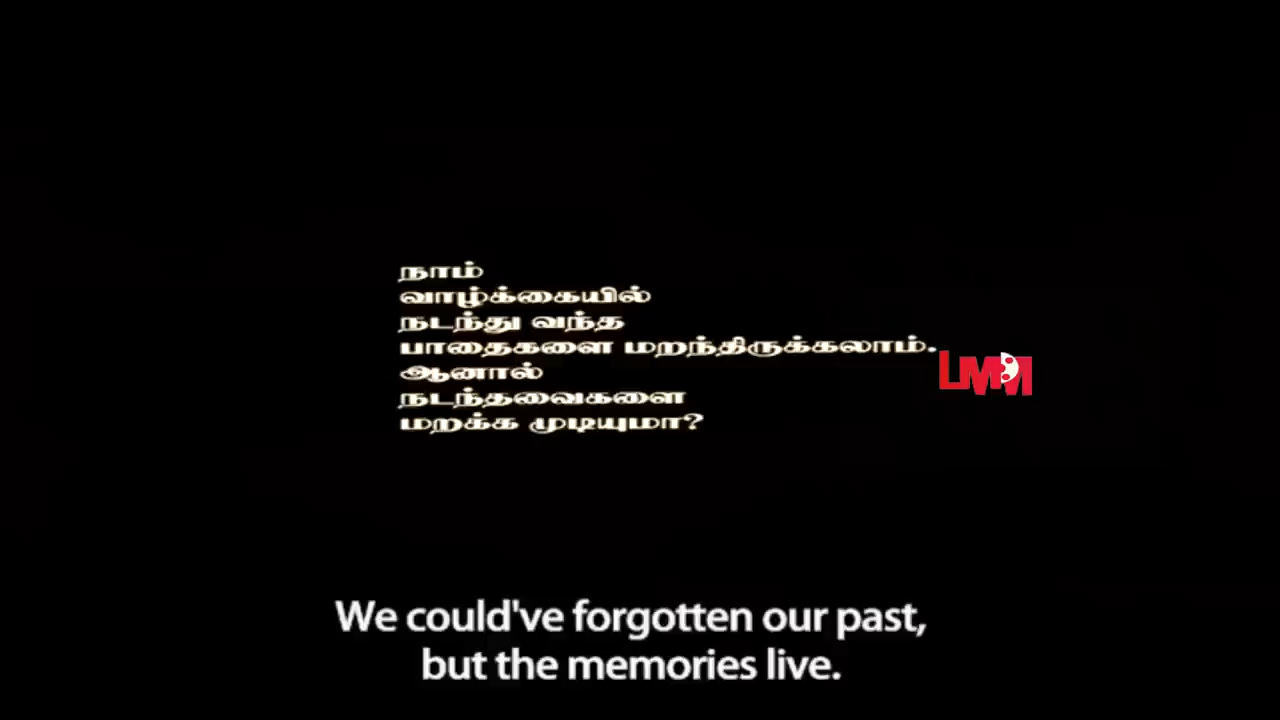 நாம்
வாழ்க்கையில்
நடந்து வந்த
பாதைகளை மறந்திருக்கலாம்.
ஆனால்
நடந்தவைகளை
மறக்க முடியுமா?
LMM
We could've forgotten our past,
but the memories live.